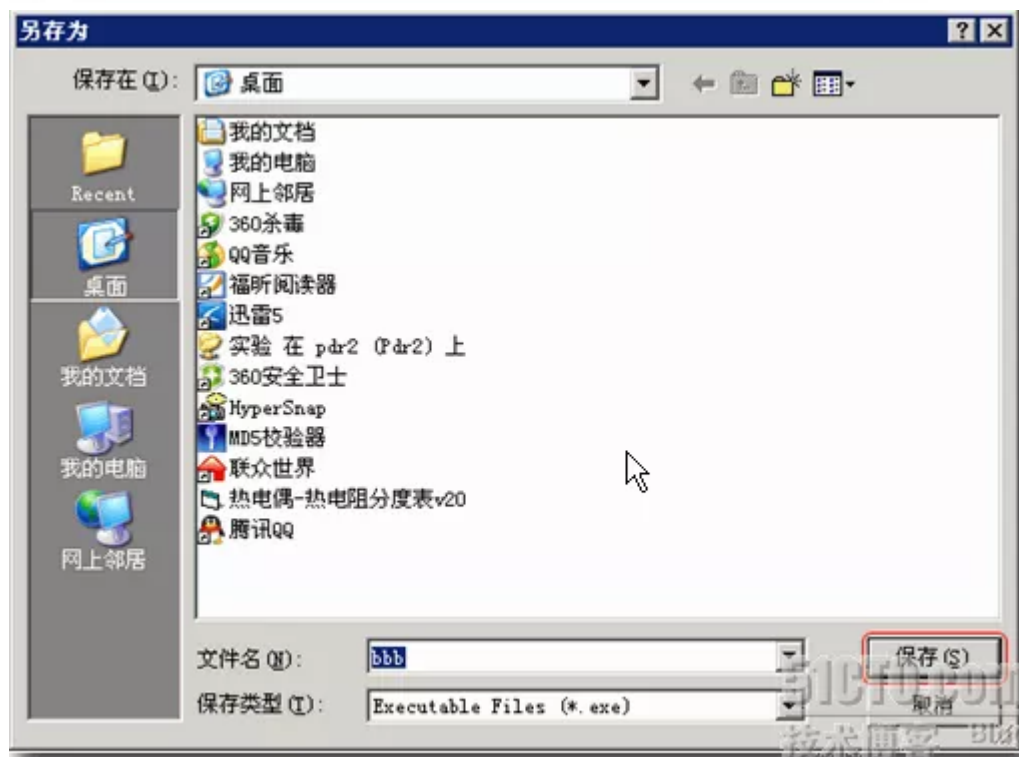 另存为
保存在(I):
桌面
Recent
桌面
我的文档
我的电脑
网上邻居
我的文档
我的电脑
网上邻居
360杀毒
QQ音乐
福昕阅读器
迅雷5
实验 在 pdr2 (Pdr2) 上
360安全卫士
HyperSnap
MD5校验器
联众世界
热电偶-热电阻分度表v20
腾讯QQ
文件名(N):
bbb
保存(S)
保存类型(T):
Executable Files (*.exe)
取消
51CTO.com
技术博客
Blog